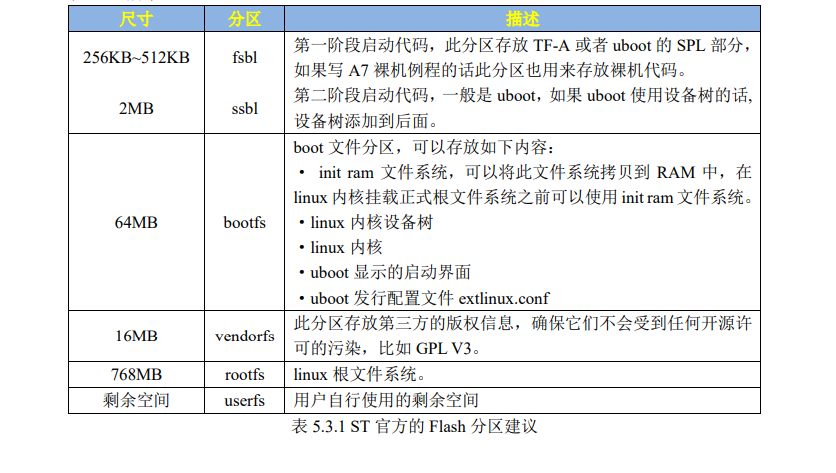 尺寸 分区 描述
256KB~512KB fsbl 第一阶段启动代码，此分区存放 TF-A 或者 uboot 的 SPL 部分，
如果写 A7 裸机例程的话此分区也用来存放裸机代码。
2MB ssbl 第二阶段启动代码，一般是 uboot，如果 uboot 使用设备树的话,
设备树添加到后面。
64MB bootfs boot 文件分区，可以存放如下内容：
· init ram 文件系统，可以将此文件系统拷贝到 RAM 中，在
linux 内核挂载正式根文件系统之前可以使用 init ram 文件系统。
·linux 内核设备树
·linux 内核
·uboot 显示的启动界面
·uboot 发行配置文件 extlinux.conf
16MB vendorfs 此分区存放第三方的版权信息，确保它们不会受到任何开源许
可的污染，比如 GPL V3。
768MB rootfs linux 根文件系统。
剩余空间 userfs 用户自行使用的剩余空间
表 5.3.1 ST 官方的 Flash 分区建议